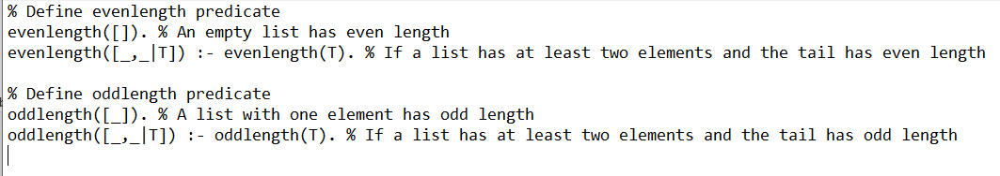 % Define evenlength predicate
evenlength([]). % An empty list has even length
evenlength([_,_|T]) :- evenlength(T). % If a list has at least two elements and the tail has even length
% Define oddlength predicate
oddlength([_]). % A list with one element has odd length
oddlength([_,_|T]) :- oddlength(T). % If a list has at least two elements and the tail has odd length